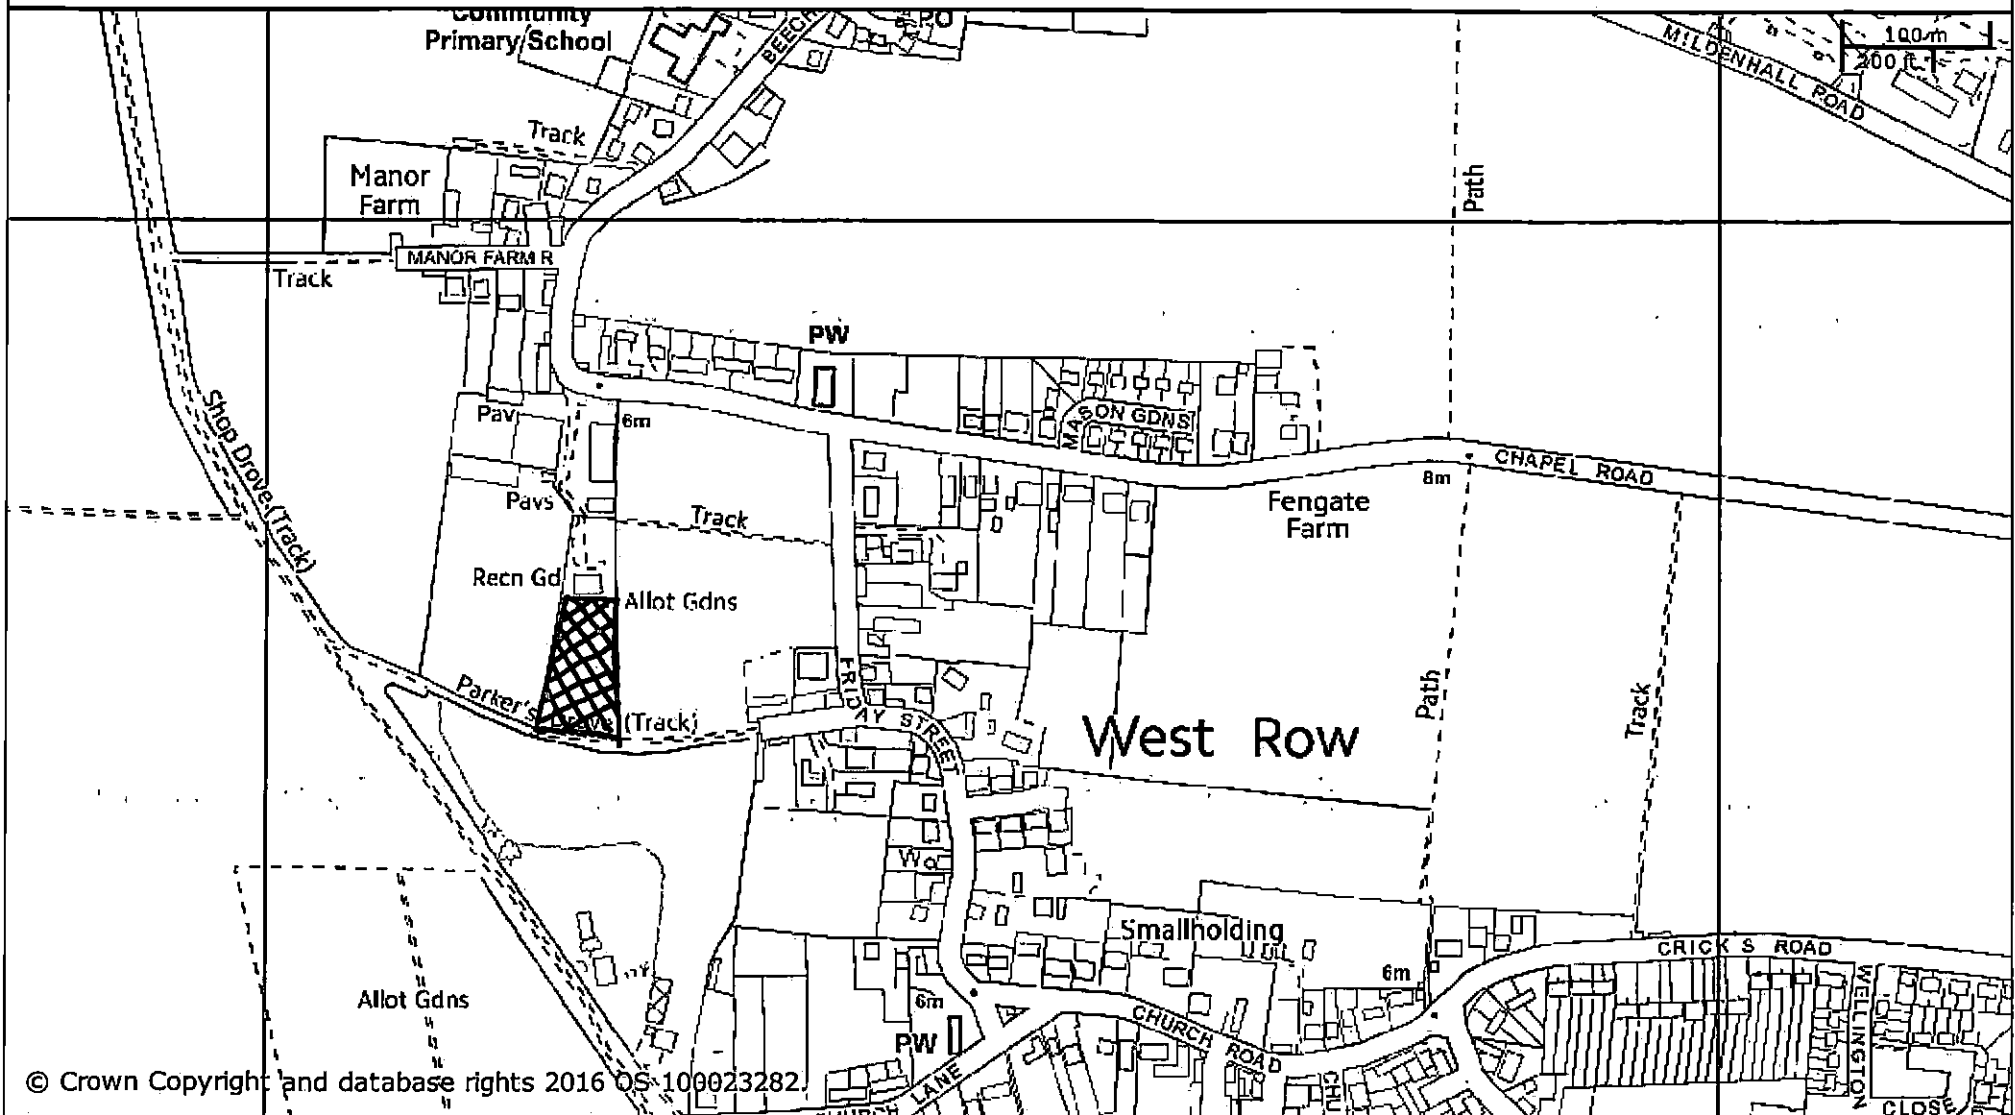 Community
Primary School
PO
100 m
200 ft
MILDENHALL ROAD
Track
Manor
Farm
Path
MANOR FARM R
Track
PW
Pav
6m
MASON GDNS
CHAPEL ROAD
8m
Shop Drove (Track)
Pavs
Track
Fengate
Farm
Recn Gd
Allot Gdns
Parker's
(Track)
FRIDAY STREET
West Row
Path
Track
Smallholding
CRICK S ROAD
6m
Allot Gdns
6m
PW
CHURCH ROAD
WELLINGTON
CLOSE
LANE
© Crown Copyright and database rights 2016 OS 100023282.